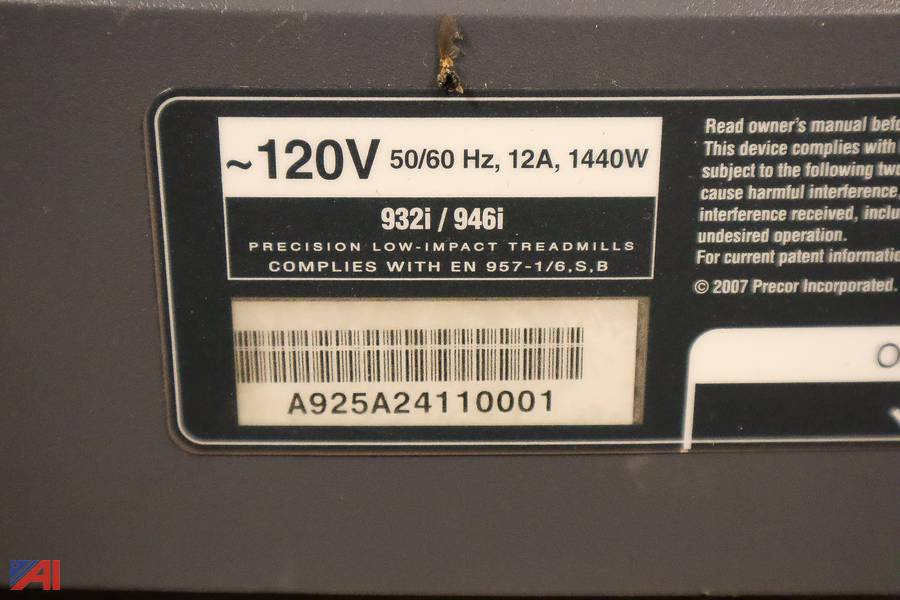 ~120V 50/60 Hz, 12A, 1440W
932i / 946i
PRECISION LOW-IMPACT TREADMILLS
COMPLIES WITH EN 957-1/6,S,B
A925A24110001
Read owner's manual
This device complies with
subject to the following
cause harmful interference,
interference received,
undesired operation.
For current patent
© 2007 Precor Incorporated.
AI